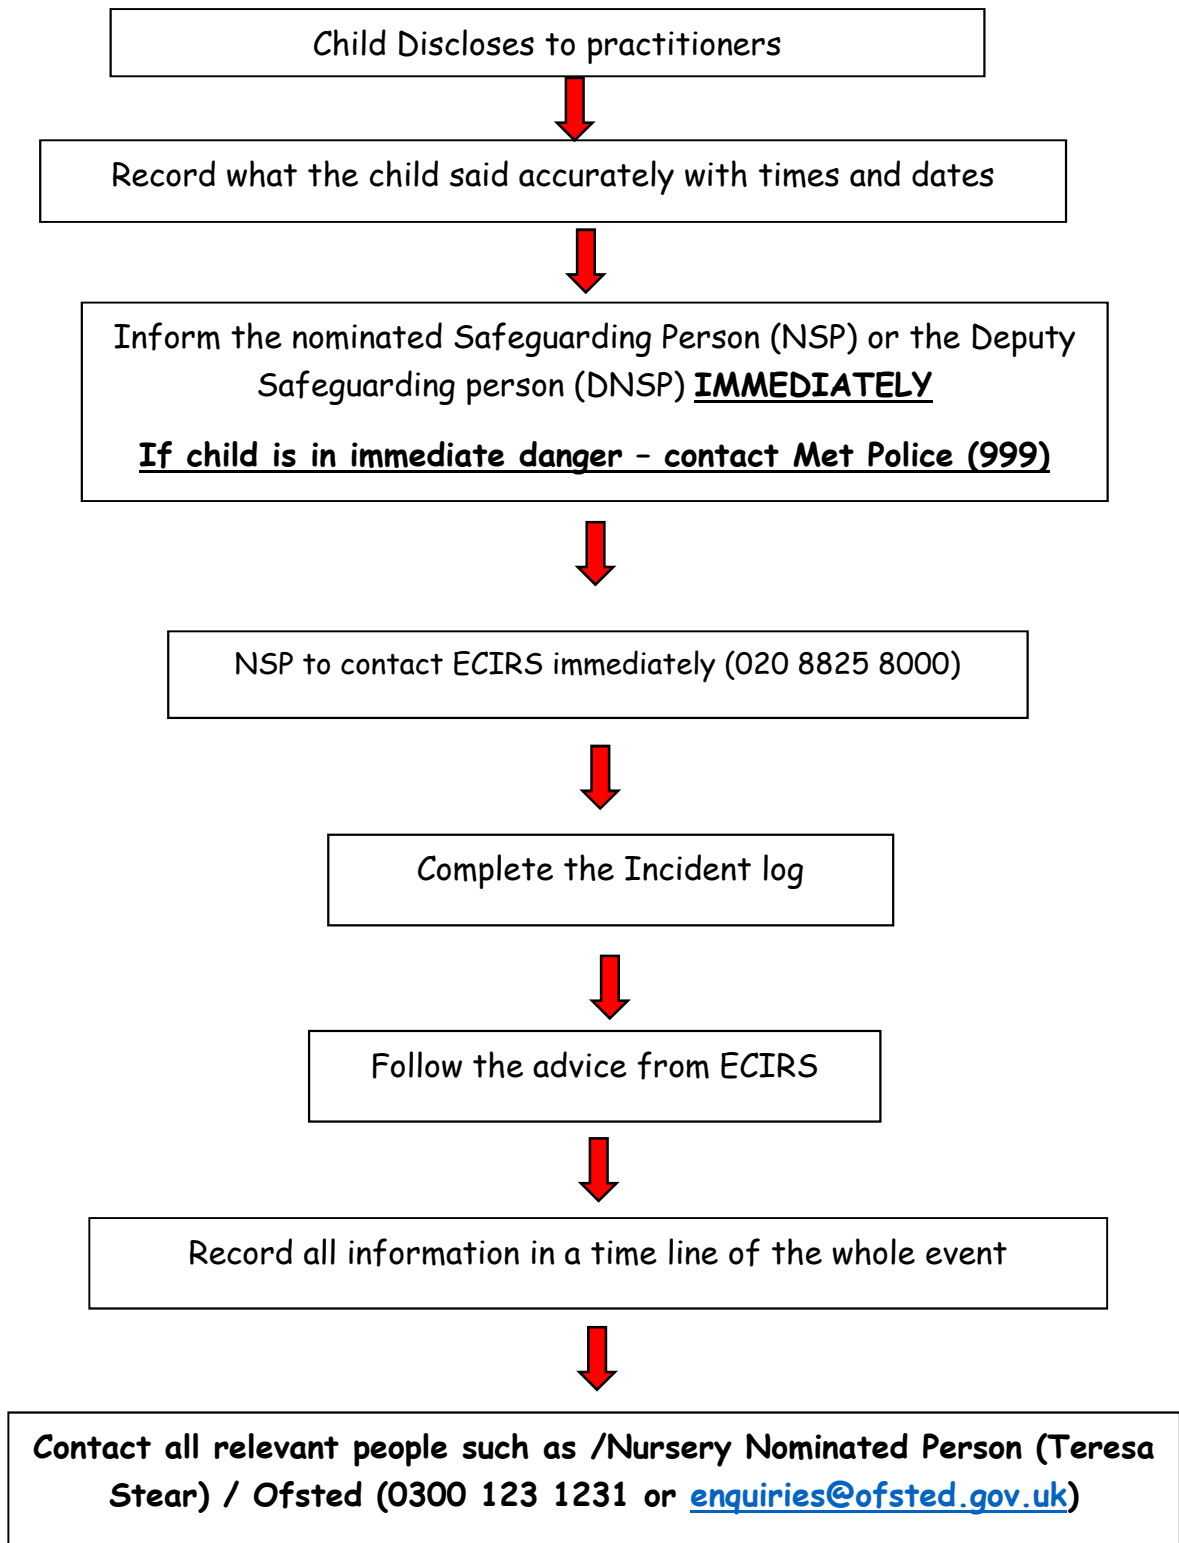 Child Discloses to practitioners
Record what the child said accurately with times and dates
Inform the nominated Safeguarding Person (NSP) or the Deputy
Safeguarding person (DNSP) IMMEDIATELY
If child is in immediate danger – contact Met Police (999)
NSP to contact ECIRS immediately (020 8825 8000)
Complete the Incident log
Follow the advice from ECIRS
Record all information in a time line of the whole event
Contact all relevant people such as /Nursery Nominated Person (Teresa
Stear) / Ofsted (0300 123 1231 or enquiries@ofsted.gov.uk)